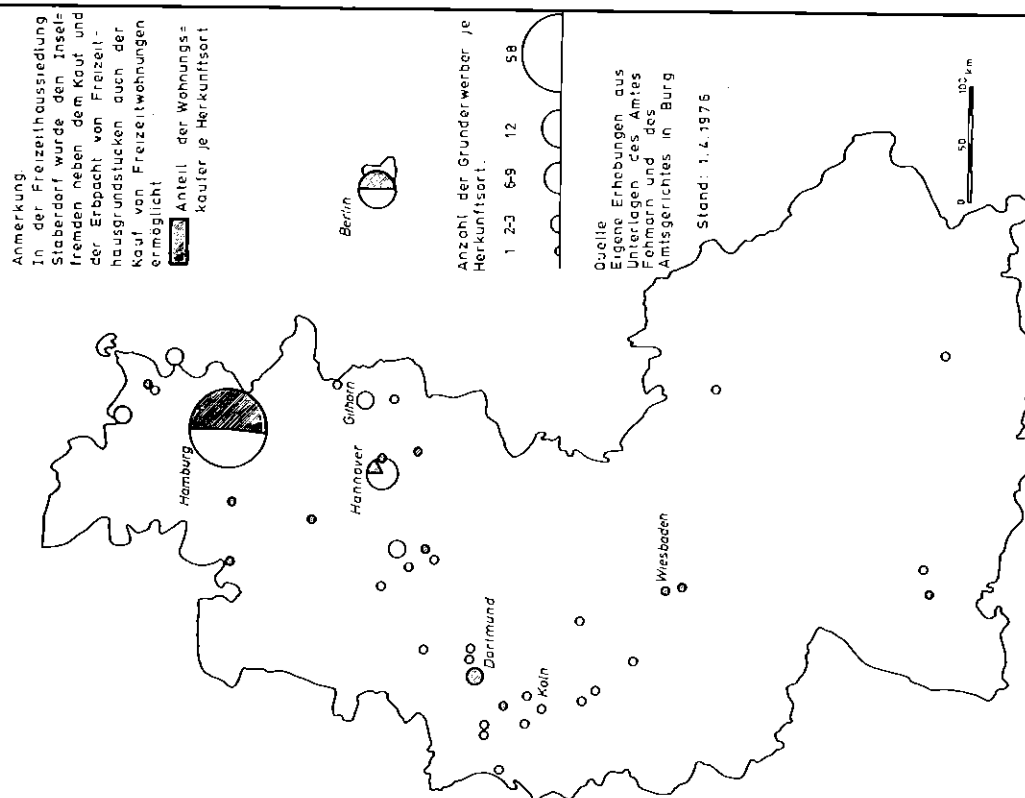 Anmerkung.
In der Freizeithaussiedlung
Staberdorf wurde den Insel=
fremden neben dem Kauf und
der Erbpacht von Freizeit-
hausgrundstucken auch der
Kauf von Freizeitwohnungen
ermöglicht
Anteil der Wohnungs=
kaufer je Herkunftsort
Berlin
Anzahl der Grunderwerber je
Herkunftsort.
1 2-3 6-9 12 58
Quelle
Eigene Erhebungen aus
Unterlagen des Amtes
Fehmarn und des
Amtsgerichtes in Burg
Stand: 1.4.1976
0 50 100 km
Hamburg
Gifhorn
Hannover
Dortmund
Koln
Wiesbaden